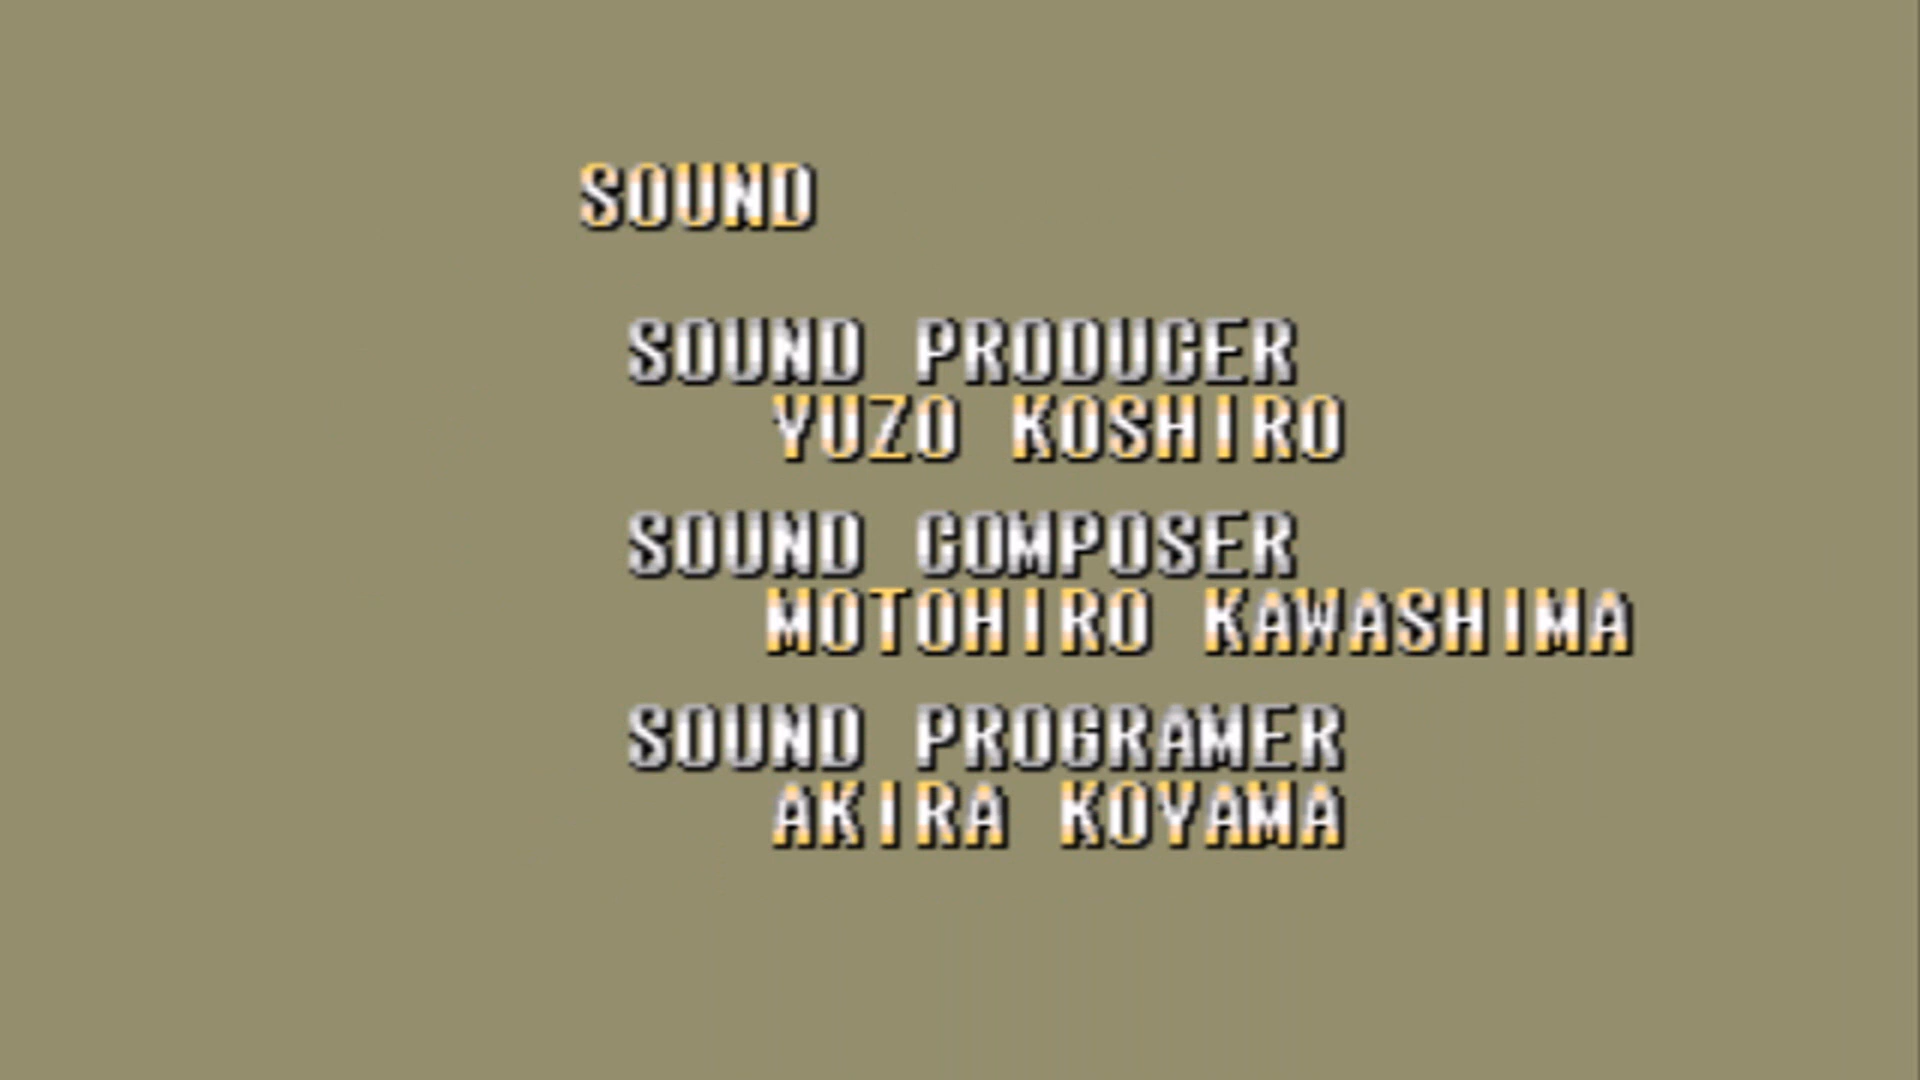 SOUND
SOUND PRODUCER
YUZO KOSHIRO
SOUND COMPOSER
MOTOHIRO KAWASHIMA
SOUND PROGRAMER
AKIRA KOYAMA